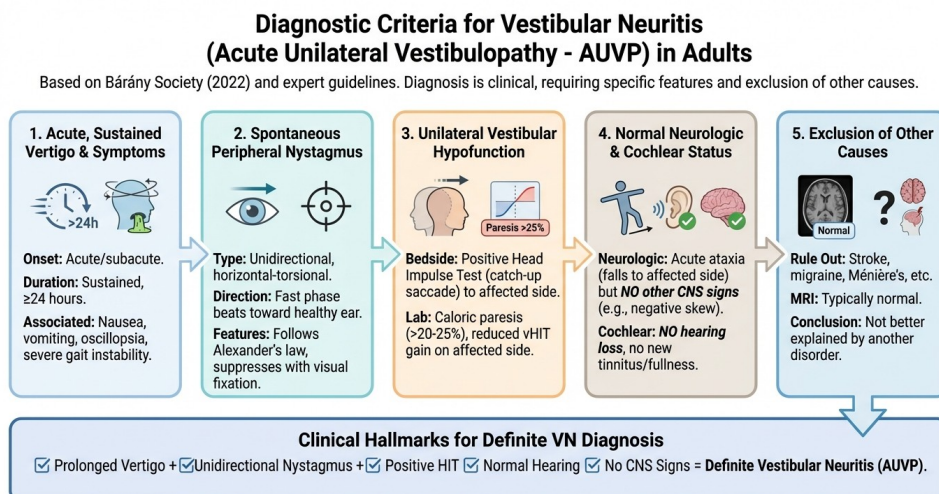 Diagnostic Criteria for Vestibular Neuritis
(Acute Unilateral Vestibulopathy - AUVP) in Adults
Based on Bárány Society (2022) and expert guidelines. Diagnosis is clinical, requiring specific features and exclusion of other causes.
1. Acute, Sustained
Vertigo & Symptoms
>24h
Onset: Acute/subacute.
Duration: Sustained,
≥24 hours.
Associated: Nausea,
vomiting, oscillopsia,
severe gait instability.
2. Spontaneous
Peripheral Nystagmus
Type: Unidirectional,
horizontal-torsional.
Direction: Fast phase
beats toward healthy ear.
Features: Follows
Alexander's law,
suppresses with visual
fixation.
3. Unilateral Vestibular
Hypofunction
Paresis >25%
Bedside: Positive Head
Impulse Test (catch-up
saccade) to affected side.
Lab: Caloric paresis
(>20-25%), reduced vHIT
gain on affected side.
4. Normal Neurologic
& Cochlear Status
Neurologic: Acute ataxia
(falls to affected side)
but NO other CNS signs
(e.g., negative skew).
Cochlear: NO hearing
loss, no new
tinnitus/fullness.
5. Exclusion of Other
Causes
Normal
?
Rule Out: Stroke,
migraine, Ménière's, etc.
MRI: Typically normal.
Conclusion: Not better
explained by another
disorder.
Clinical Hallmarks for Definite VN Diagnosis
☑ Prolonged Vertigo + ☑Unidirectional Nystagmus + ☑ Positive HIT ☑ Normal Hearing ☑ No CNS Signs = Definite Vestibular Neuritis (AUVP).